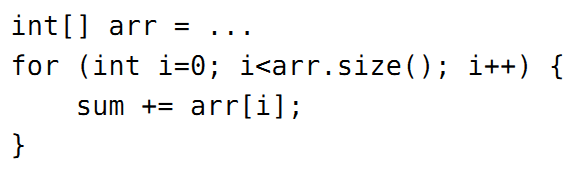 int[] arr = ...
for (int i=0; i<arr.size(); i++) {
    sum += arr[i];
}